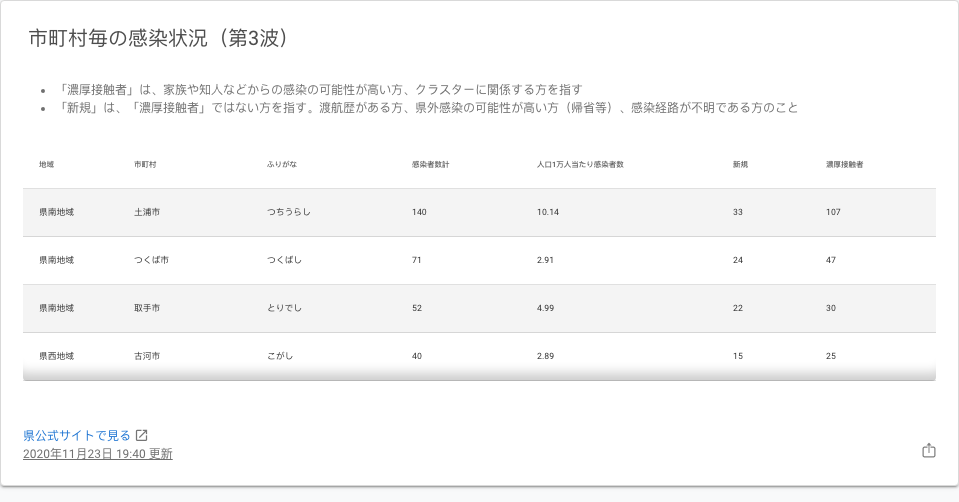 市町村毎の感染状況（第3波）
「濃厚接触者」は、家族や知人などからの感染の可能性が高い方、クラスターに関係する方を指す
「新規」は、「濃厚接触者」ではない方を指す。渡航歴がある方、県外感染の可能性が高い方（帰省等）、感染経路が不明である方のこと
地域 市町村 ふりがな 感染者数計 人口1万人当たり感染者数 新規 濃厚接触者
県南地域 土浦市 つちうらし 140 10.14 33 107
県南地域 つくば市 つくばし 71 2.91 24 47
県南地域 取手市 とりでし 52 4.99 22 30
県西地域 古河市 こがし 40 2.89 15 25
県公式サイトで見る
2020年11月23日 19:40 更新